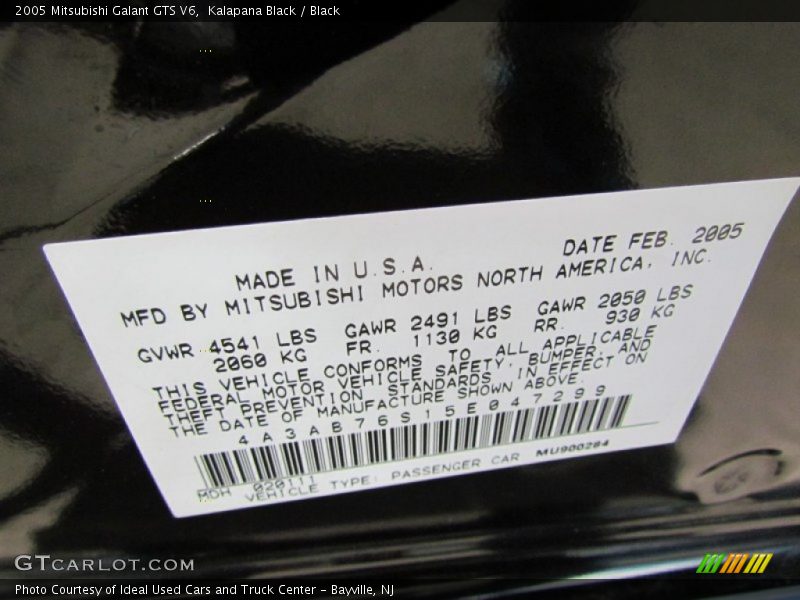 2005 Mitsubishi Galant GTS V6,  Kalapana Black / Black
MADE IN U.S.A. DATE FEB. 2005
MFD BY MITSUBISHI MOTORS NORTH AMERICA, INC.
GVWR 4541 LBS GAWR 2491 LBS GAWR 2050 LBS
2060 KG FR. 1130 KG RR. 930 KG
THIS VEHICLE CONFORMS TO ALL APPLICABLE
FEDERAL MOTOR VEHICLE SAFETY, BUMPER, AND
THEFT PREVENTION STANDARDS IN EFFECT ON
THE DATE OF MANUFACTURE SHOWN ABOVE.
4A3AB76S15E047299
MDH 020111
VEHICLE TYPE: PASSENGER CAR MU900284
GTCARLOT.COM
Photo Courtesy of Ideal Used Cars and Truck Center – Bayville, NJ